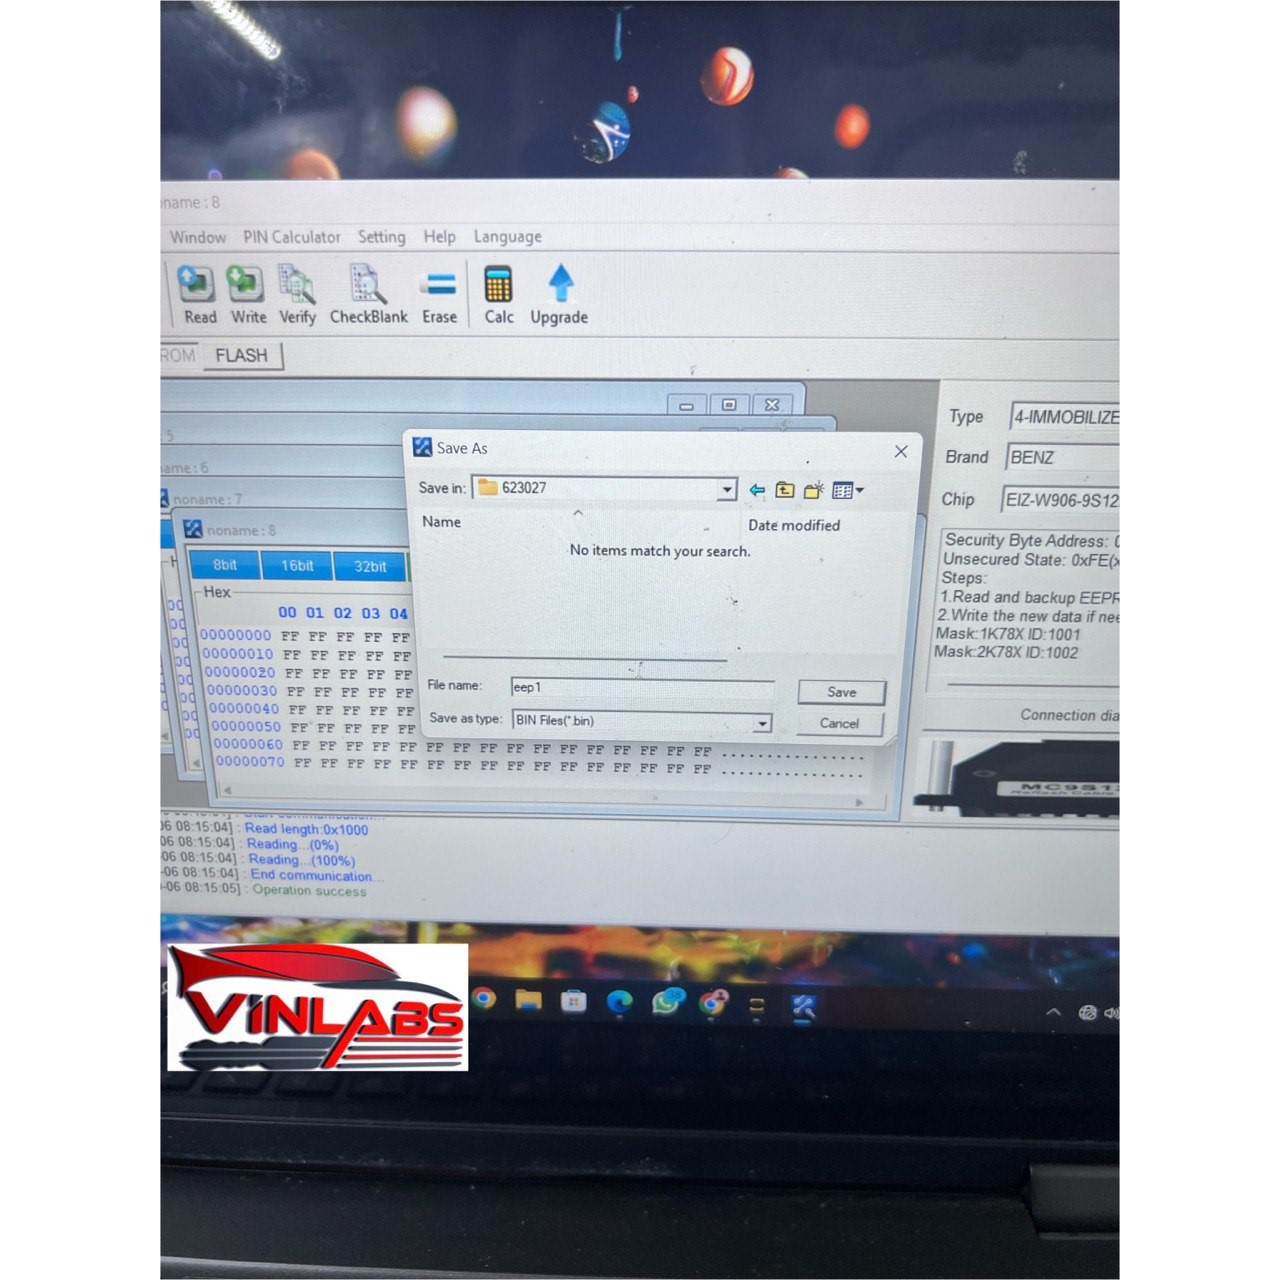 noname : 8
Window PIN Calculator Setting Help Language
Read Write Verify CheckBlank Erase Calc Upgrade
ROM FLASH
Type 4-IMMOBILIZE
Brand BENZ
Chip EIZ-W906-9S12
Security Byte Address: 0
Unsecured State: 0xFE(x
Steps:
1.Read and backup EEPR
2.Write the new data if nee
Mask:1K78X ID:1001
Mask:2K78X ID:1002
Connection dia
MC9S12
Reflash Cable
: 5
ame : 6
noname : 7
noname : 8
8bit 16bit 32bit
Hex
00 01 02 03 04
00000000 FF FF FF FF FF
00000010 FF FF FF FF FF
00000020 FF FF FF FF FF
00000030 FF FF FF FF FF
00000040 FF FF FF FF FF
00000050 FF FF FF FF FF
00000060 FF FF FF FF FF FF FF FF FF FF FF FF FF FF FF FF ................
00000070 FF FF FF FF FF FF FF FF FF FF FF FF FF FF FF FF ................
Save As
Save in: 623027
Name Date modified
No items match your search.
File name: eep1
Save
Save as type: BIN Files(*.bin)
Cancel
06 08:15:04] : Read length:0x1000
06 08:15:04] : Reading...(0%)
-06 08:15:04] : Reading...(100%)
-06 08:15:04] : End communication...
-06 08:15:05] : Operation success
VINLABS